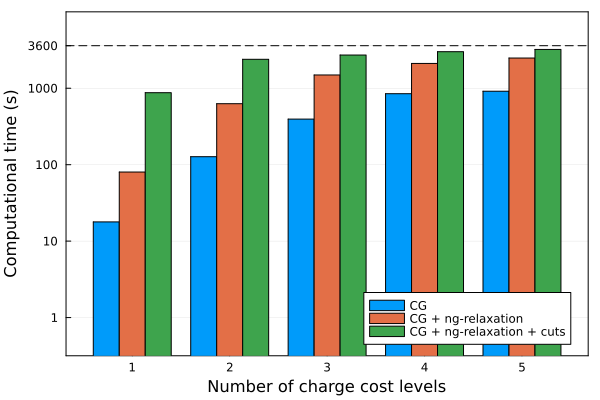 Computational time (s)
3600
1000
100
10
1
CG
CG + ng-relaxation
CG + ng-relaxation + cuts
1 2 3 4 5
Number of charge cost levels